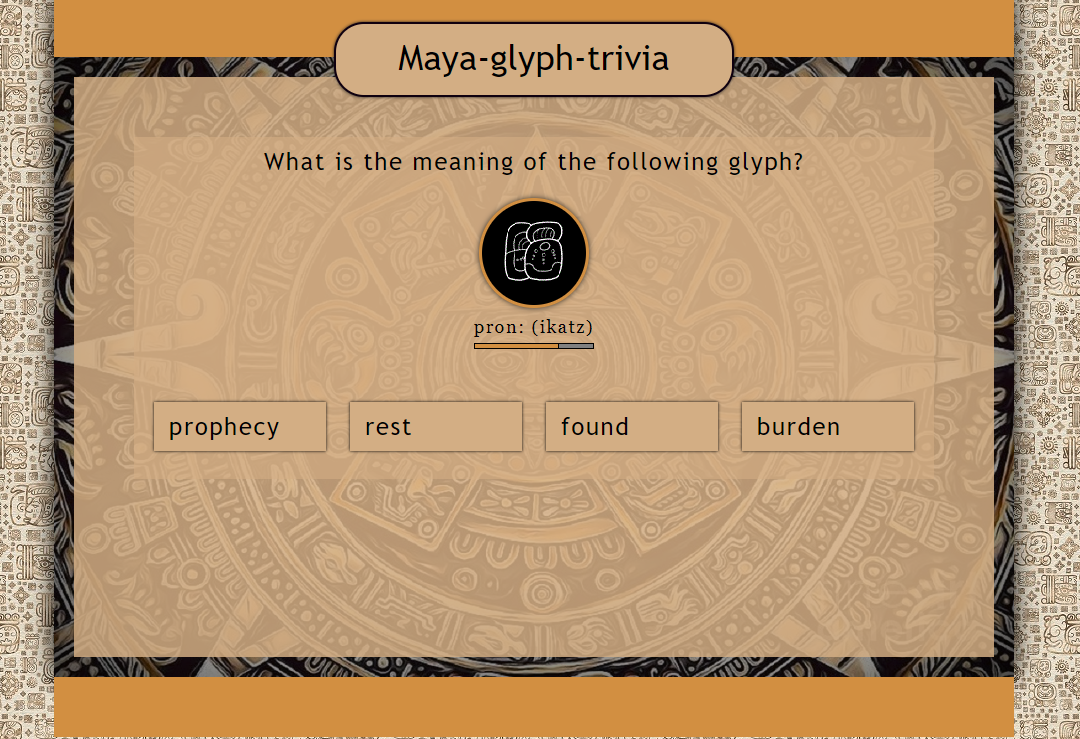 Maya-glyph-trivia
What is the meaning of the following glyph?
pron: (ikatz)
prophecy
rest
found
burden